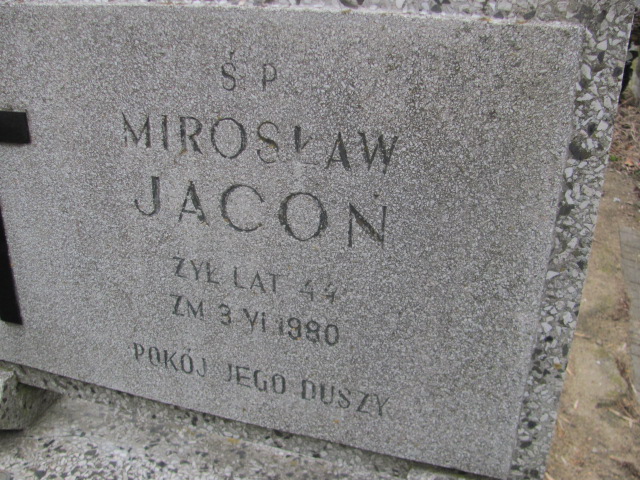 Ś P
MIROSŁAW
JACOŃ
ŻYŁ LAT 44
ZM 3 VI 1980
POKÓJ JEGO DUSZY